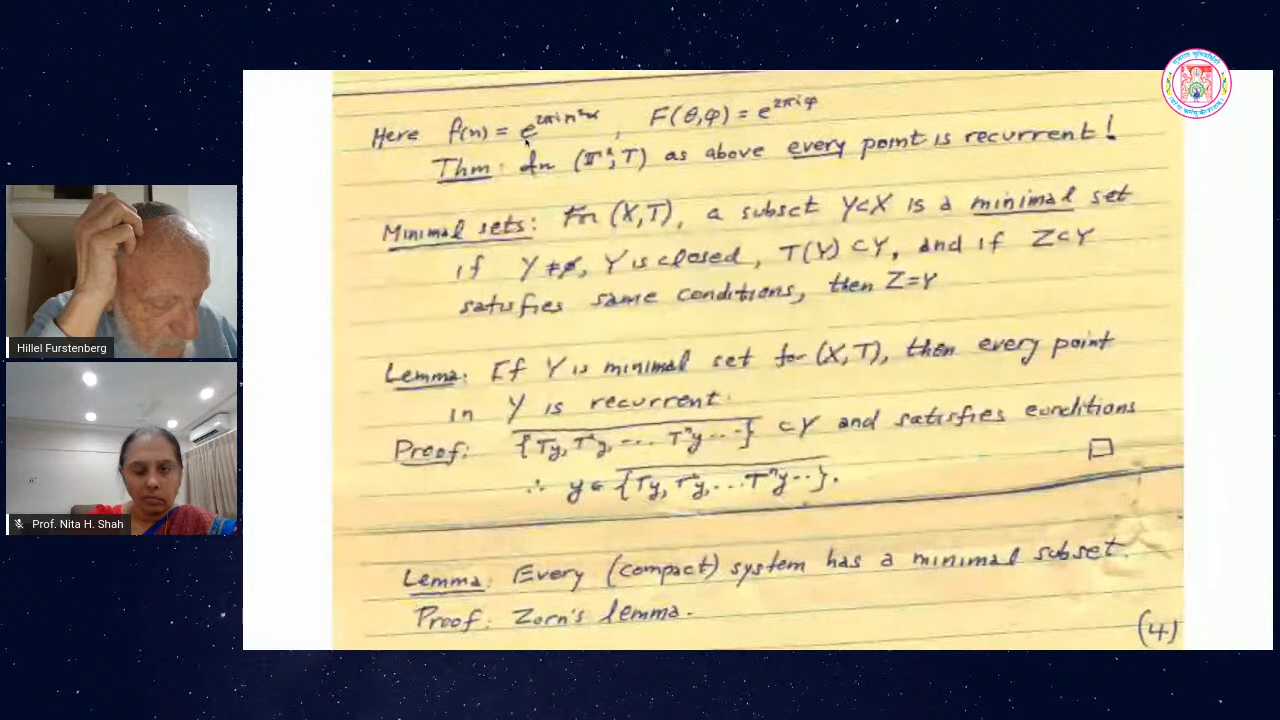 Here f(n) = e^{2πin²α}, F(θ,φ) = e^{2πiφ}
Thm: In (𝕋², T) as above every point is recurrent!
Minimal sets: For (X,T), a subset Y⊂X is a minimal set
if Y≠∅, Y is closed, T(Y)⊂Y, and if Z⊂Y
satisfies same conditions, then Z=Y
Lemma: If Y is minimal set for (X,T), then every point
in Y is recurrent.
Proof: \overline{{Ty, T²y, ... Tⁿy...}} ⊂Y and satisfies conditions
∴ y ∈ \overline{{Ty, T²y, ... Tⁿy..}}. □
Lemma: Every (compact) system has a minimal subset.
Proof: Zorn's lemma.
(4)
Hillel Furstenberg
Prof. Nita H. Shah